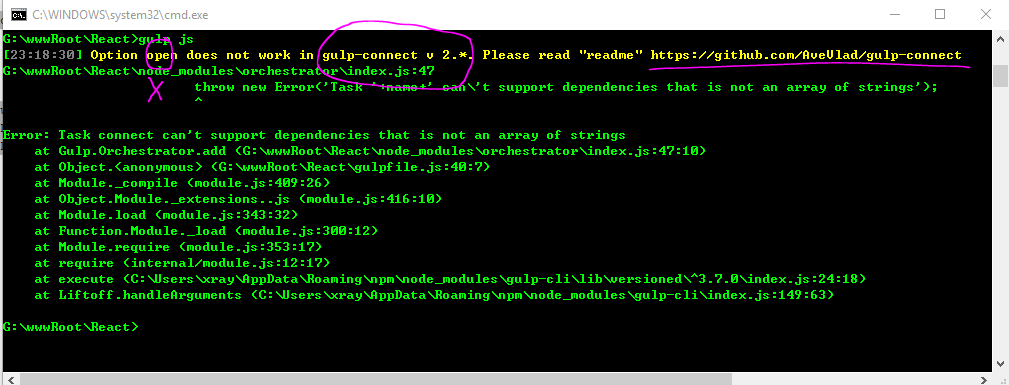 C:\WINDOWS\system32\cmd.exe
G:\wwwRoot\React>gulp js
[23:18:30] Option open does not work in gulp-connect v 2.*. Please read "readme" https://github.com/AveVlad/gulp-connect
G:\wwwRoot\React\node_modules\orchestrator\index.js:47
throw new Error('Task '+name+' can\'t support dependencies that is not an array of strings');
^
Error: Task connect can't support dependencies that is not an array of strings
at Gulp.Orchestrator.add (G:\wwwRoot\React\node_modules\orchestrator\index.js:47:10)
at Object.<anonymous> (G:\wwwRoot\React\gulpfile.js:40:7)
at Module._compile (module.js:409:26)
at Object.Module._extensions..js (module.js:416:10)
at Module.load (module.js:343:32)
at Function.Module._load (module.js:300:12)
at Module.require (module.js:353:17)
at require (internal/module.js:12:17)
at execute (C:\Users\xray\AppData\Roaming\npm\node_modules\gulp-cli\lib\versioned\^3.7.0\index.js:24:18)
at Liftoff.handleArguments (C:\Users\xray\AppData\Roaming\npm\node_modules\gulp-cli\index.js:149:63)
G:\wwwRoot\React>